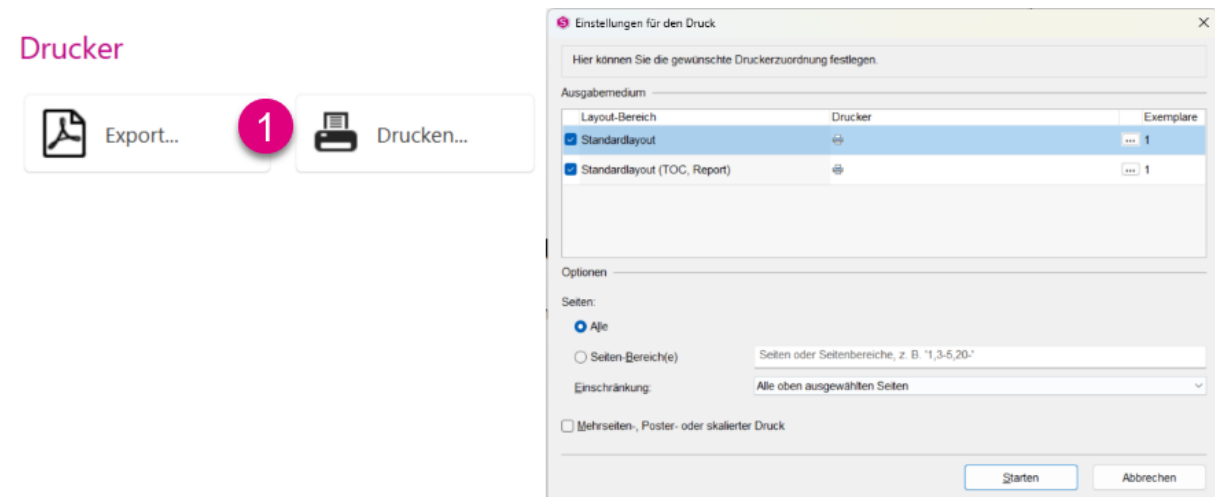 Drucker
Export...
1
Drucken...
Einstellungen für den Druck
Hier können Sie die gewünschte Druckerzuordnung festlegen.
Ausgabemedium
Layout-Bereich Drucker Exemplare
Standardlayout ... 1
Standardlayout (TOC, Report) ... 1
Optionen
Seiten:
Alle
Seiten-Bereich(e) Seiten oder Seitenbereiche, z. B. '1,3-5,20-'
Einschränkung: Alle oben ausgewählten Seiten
Mehrseiten-, Poster- oder skalierter Druck
Starten Abbrechen